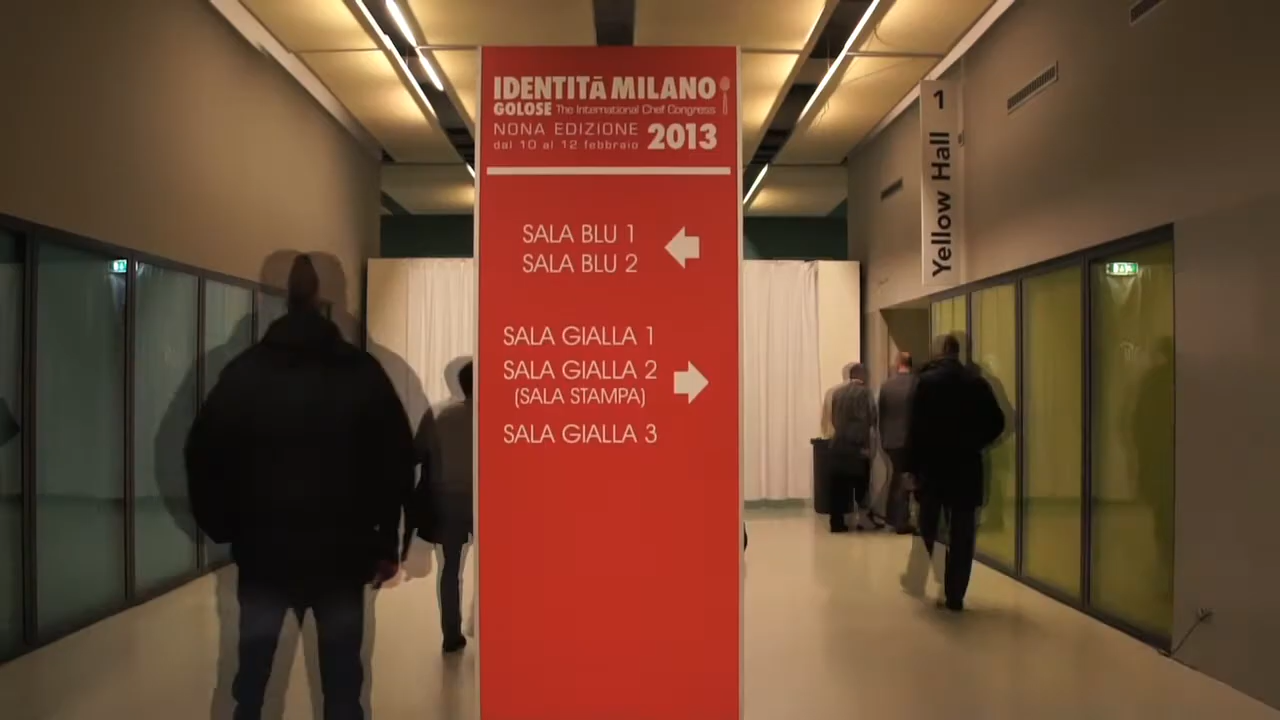 IDENTITÀ MILANO
GOLOSE The International Chef Congress
NONA EDIZIONE 2013
dal 10 al 12 febbraio
SALA BLU 1
SALA BLU 2
SALA GIALLA 1
SALA GIALLA 2
(SALA STAMPA)
SALA GIALLA 3
Yellow Hall 1